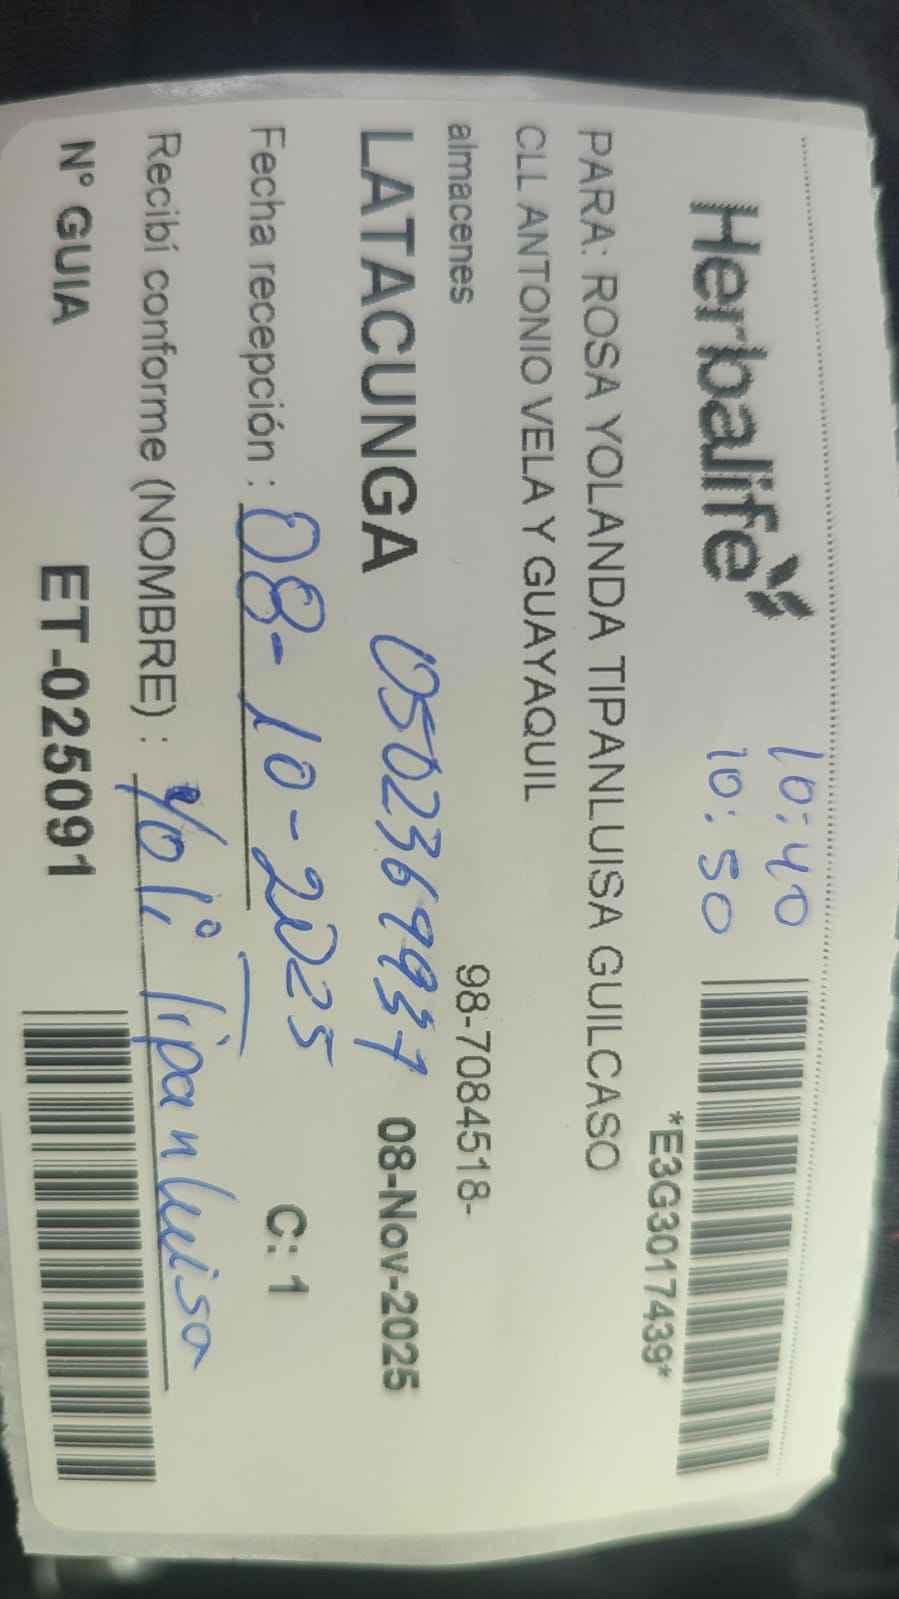 Herbalife
10:40
10:50
*E3G3017439*
PARA: ROSA YOLANDA TIPANLUISA GUILCASO
CLL ANTONIO VELA Y GUAYAQUIL
almacenes 98-7084518-
LATACUNGA 0502369937 08-Nov-2025
Fecha recepción : 08-10-2025 C: 1
Recibí conforme (NOMBRE) : Yoli Tipanluisa
N° GUIA ET-025091